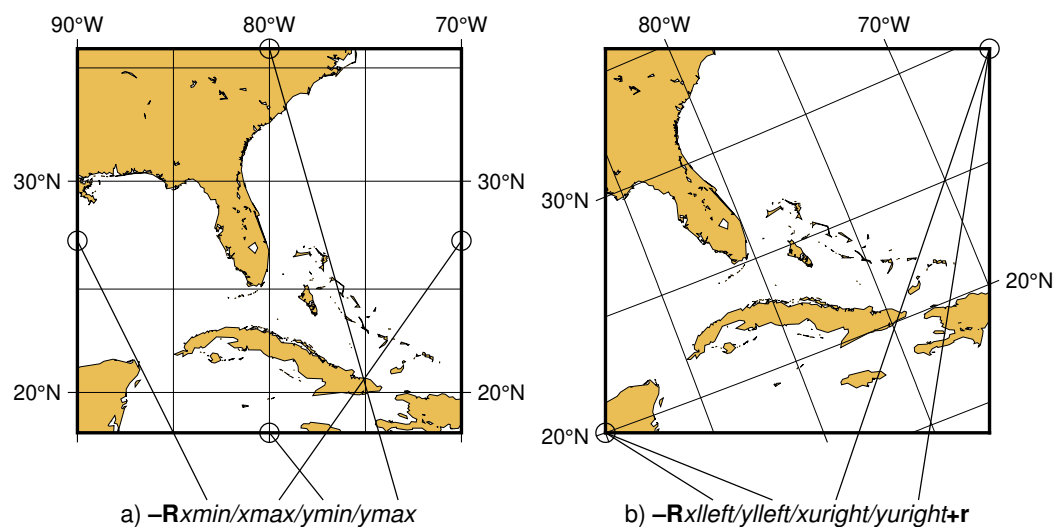 90°W 80°W 70°W
80°W 70°W
30°N 30°N
30°N
20°N
20°N 20°N
20°N
a) –Rxmin/xmax/ymin/ymax
b) –Rxlleft/ylleft/xuright/yuright+r